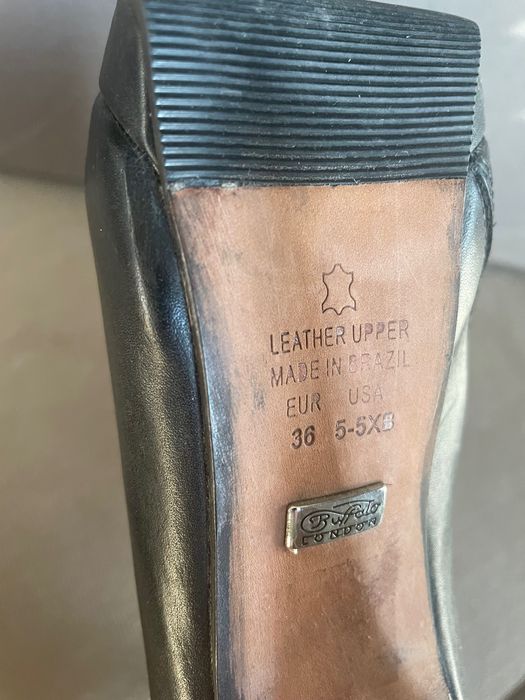 LEATHER UPPER
MADE IN BRAZIL
EUR USA
36 5-5XB
Buffalo
LONDON